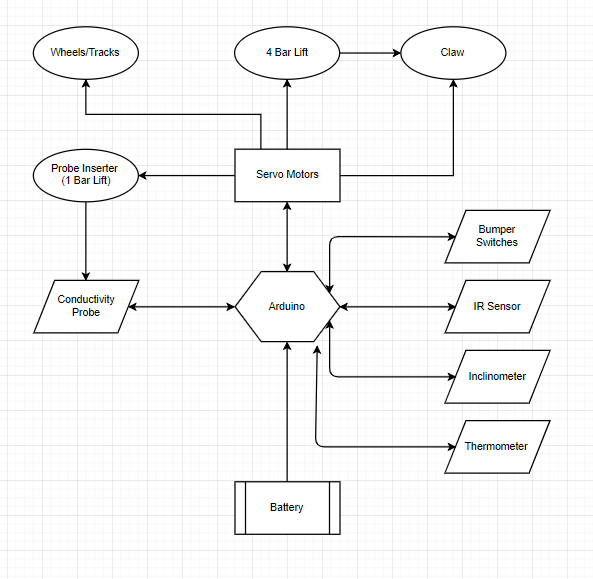 Wheels/Tracks
4 Bar Lift
Claw
Probe Inserter
(1 Bar Lift)
Servo Motors
Bumper
Switches
Conductivity
Probe
Arduino
IR Sensor
Inclinometer
Thermometer
Battery